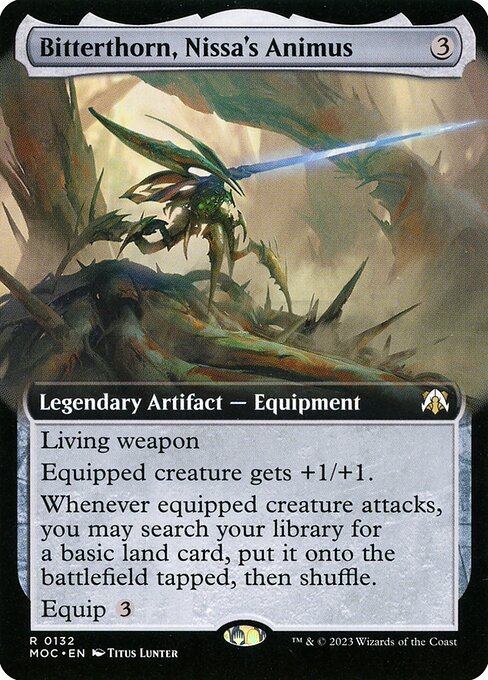 Bitterthorn, Nissa's Animus 3
Legendary Artifact — Equipment
Living weapon
Equipped creature gets +1/+1.
Whenever equipped creature attacks,
you may search your library for
a basic land card, put it onto the
battlefield tapped, then shuffle.
Equip 3
R 0132
MOC • EN Titus Lunter
™ & © 2023 Wizards of the Coast